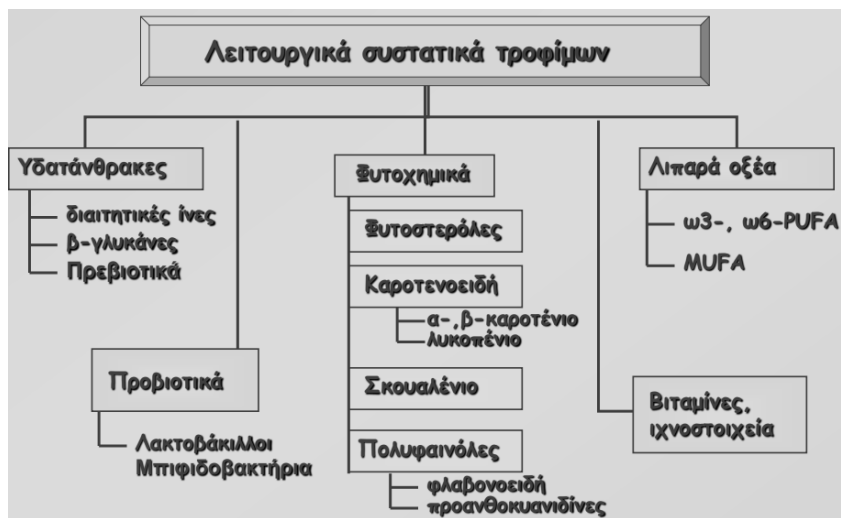 Λειτουργικά συστατικά τροφίμων
Υδατάνθρακες
διαιτητικές ίνες
β-γλυκάνες
Πρεβιοτικά
Προβιοτικά
Λακτοβάκιλλοι
Μπιφιδοβακτήρια
Φυτοχημικά
Φυτοστερόλες
Καροτενοειδή
α-,β-καροτένιο
λυκοπένιο
Σκουαλένιο
Πολυφαινόλες
φλαβονοειδή
προανθοκυανιδίνες
Λιπαρά οξέα
ω3-, ω6-PUFA
MUFA
Βιταμίνες,
ιχνοστοιχεία